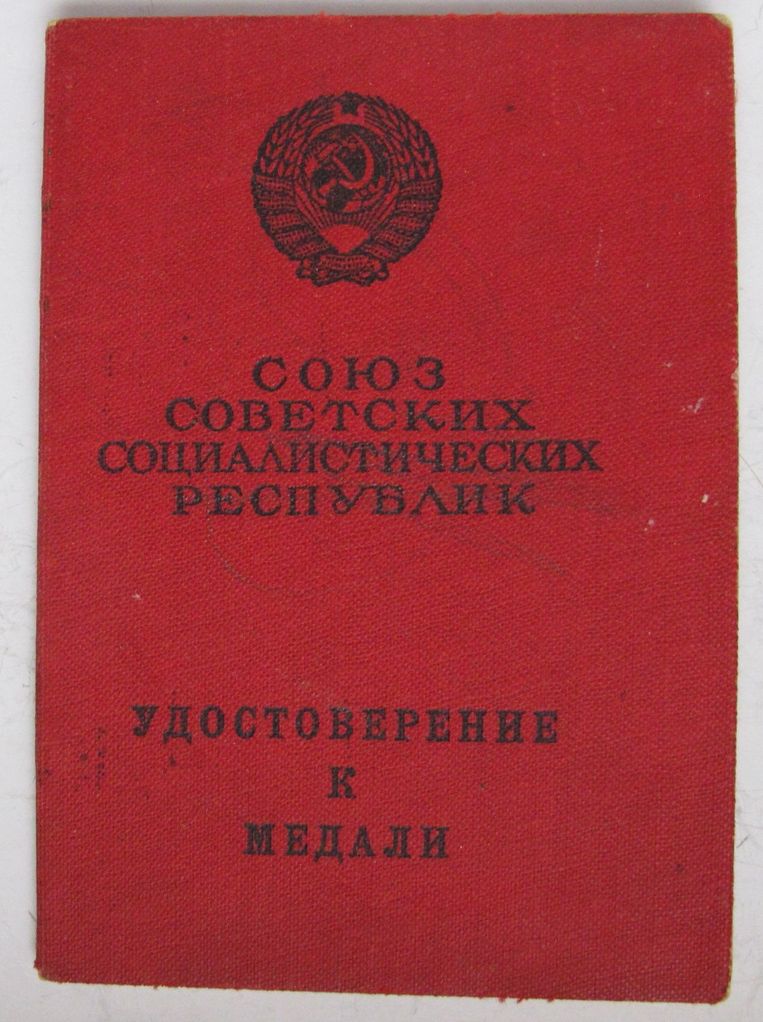 СОЮЗ
СОВЕТСКИХ
СОЦИАЛИСТИЧЕСКИХ
РЕСПУБЛИК
УДОСТОВЕРЕНИЕ
К
МЕДАЛИ